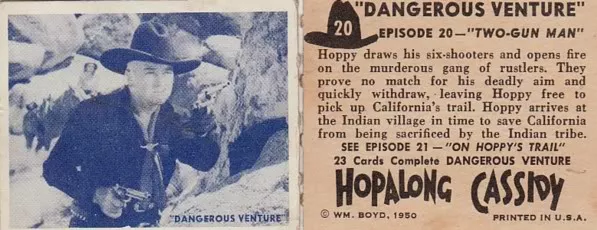 "DANGEROUS VENTURE"
20
"DANGEROUS VENTURE"
EPISODE 20—"TWO-GUN MAN"
Hoppy draws his six-shooters and opens fire
on the murderous gang of rustlers. They
prove no match for his deadly aim and
quickly withdraw, leaving Hoppy free to
pick up California's trail. Hoppy arrives at
the Indian village in time to save California
from being sacrificed by the Indian tribe.
SEE EPISODE 21 — "ON HOPPY'S TRAIL"
23 Cards Complete DANGEROUS VENTURE
HOPALONG CASSIDY
© WM. BOYD, 1950 PRINTED IN U.S.A.